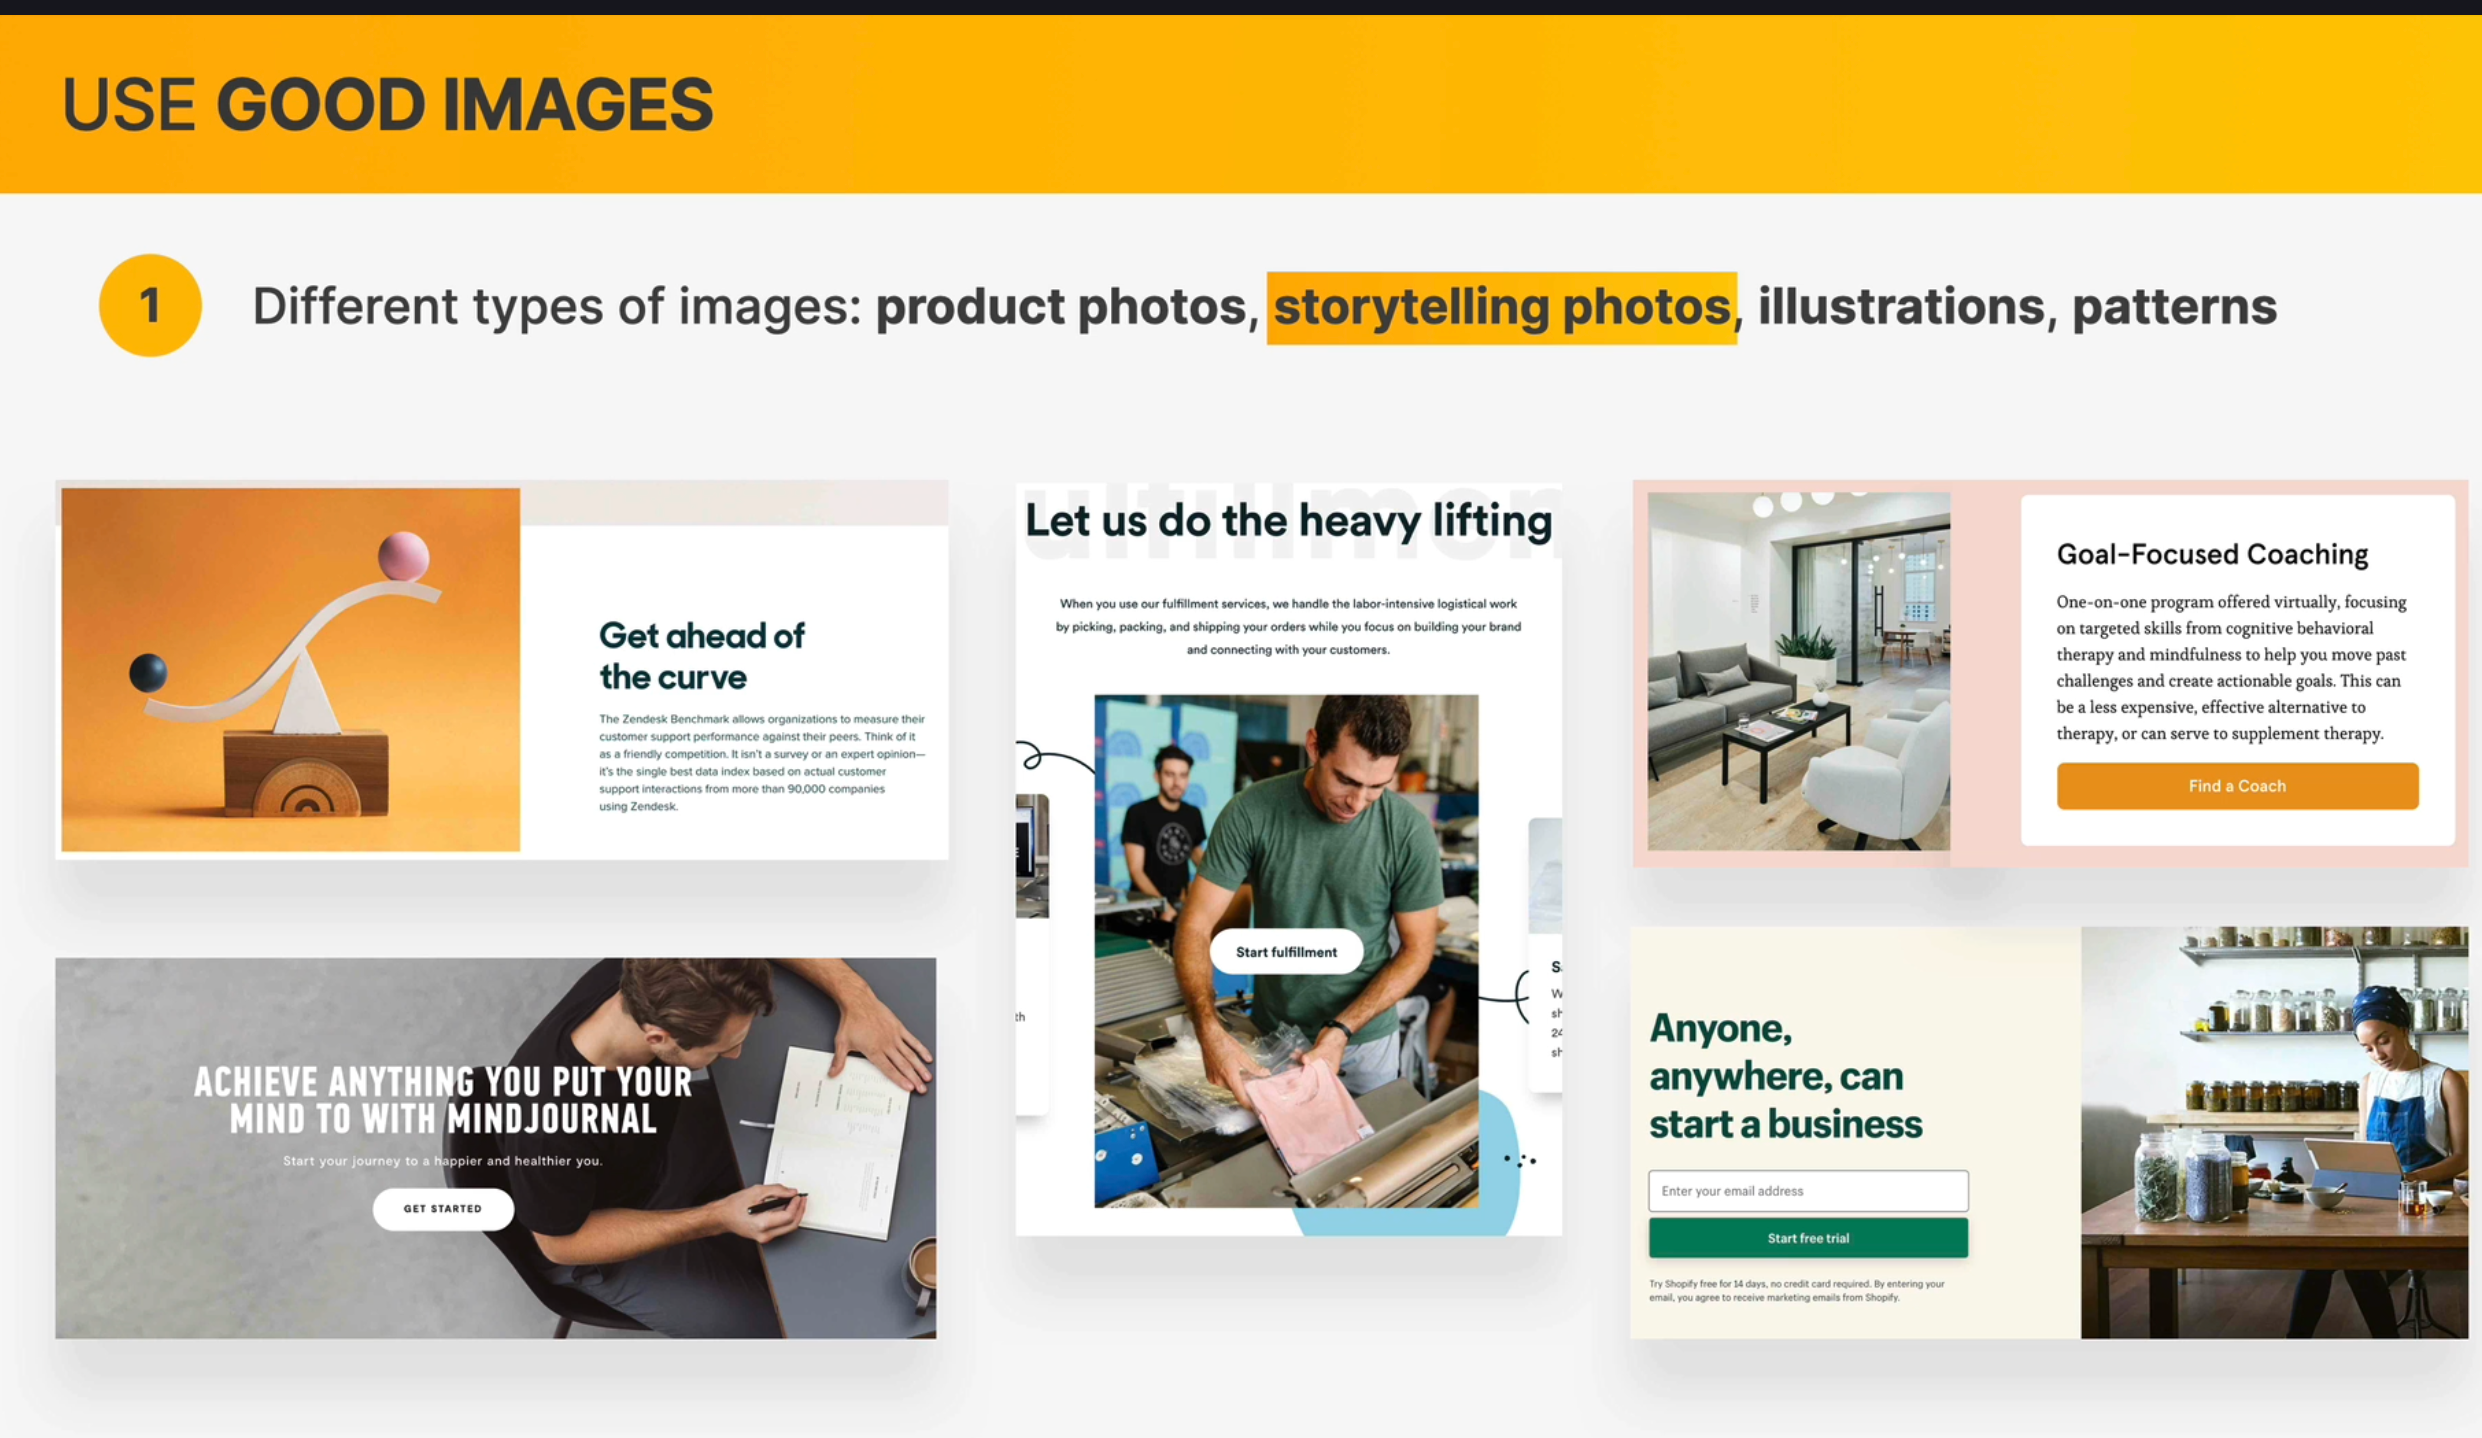 USE GOOD IMAGES
1
Different types of images: product photos, storytelling photos, illustrations, patterns
Get ahead of
the curve
The Zendesk Benchmark allows organizations to measure their
customer support performance against their peers. Think of it
as a friendly competition. It isn't a survey or an expert opinion—
it's the single best data index based on actual customer
support interactions from more than 90,000 companies
using Zendesk.
ACHIEVE ANYTHING YOU PUT YOUR
MIND TO WITH MINDJOURNAL
Start your journey to a happier and healthier you.
GET STARTED
ulfillmen
Let us do the heavy lifting
When you use our fulfillment services, we handle the labor-intensive logistical work
by picking, packing, and shipping your orders while you focus on building your brand
and connecting with your customers.
Start fulfillment
th
S
W
sh
24
sh
Goal-Focused Coaching
One-on-one program offered virtually, focusing
on targeted skills from cognitive behavioral
therapy and mindfulness to help you move past
challenges and create actionable goals. This can
be a less expensive, effective alternative to
therapy, or can serve to supplement therapy.
Find a Coach
Anyone,
anywhere, can
start a business
Enter your email address
Start free trial
Try Shopify free for 14 days, no credit card required. By entering your
email, you agree to receive marketing emails from Shopify.